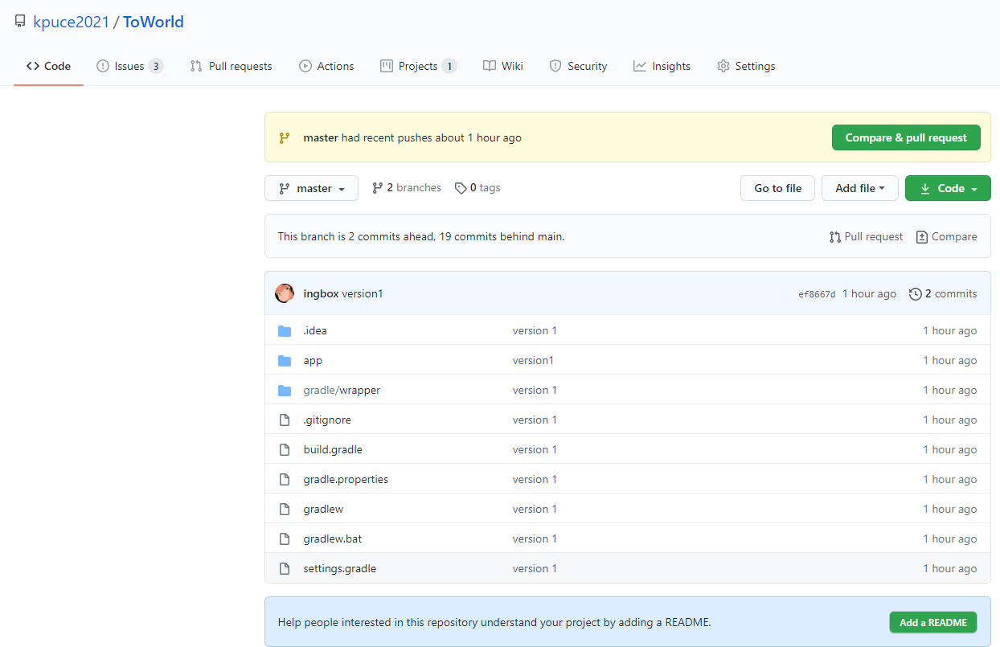 kpuce2021 / ToWorld
Code Issues 3 Pull requests Actions Projects 1 Wiki Security Insights Settings
master had recent pushes about 1 hour ago Compare & pull request
master 2 branches 0 tags Go to file Add file Code
This branch is 2 commits ahead, 19 commits behind main. Pull request Compare
ingbox version1 ef8667d 1 hour ago 2 commits
.idea version 1 1 hour ago
app version1 1 hour ago
gradle/wrapper version 1 1 hour ago
.gitignore version 1 1 hour ago
build.gradle version 1 1 hour ago
gradle.properties version 1 1 hour ago
gradlew version 1 1 hour ago
gradlew.bat version 1 1 hour ago
settings.gradle version 1 1 hour ago
Help people interested in this repository understand your project by adding a README. Add a README